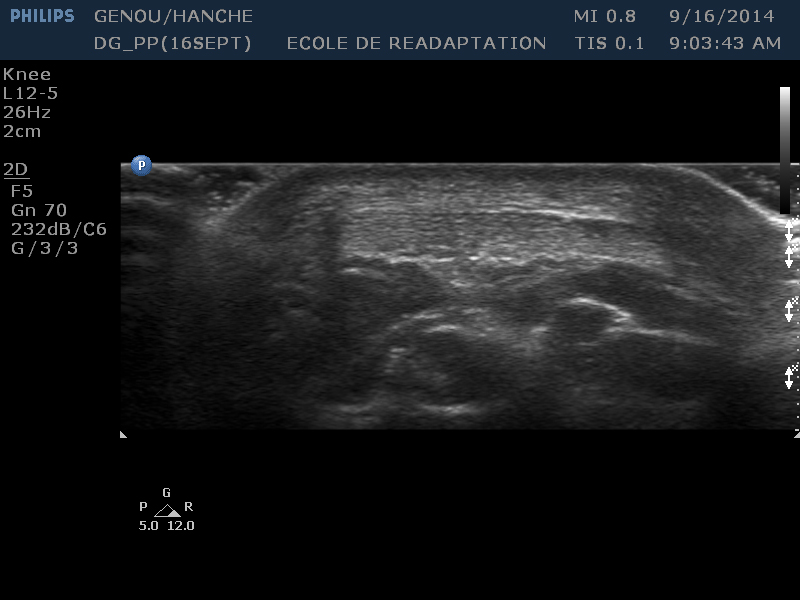 PHILIPS GENOU/HANCHE MI 0.8 9/16/2014
DG_PP(16SEPT) ECOLE DE READAPTATION TIS 0.1 9:03:43 AM
Knee
L12-5
26Hz
2cm
2D
F5
Gn 70
232dB/C6
G/3/3
P
G
P R
5.0 12.0